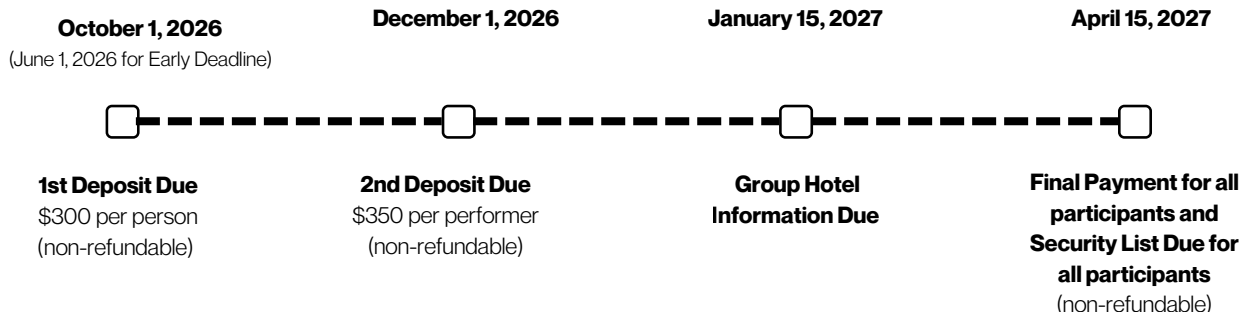 October 1, 2026
(June 1, 2026 for Early Deadline)
December 1, 2026
January 15, 2027
April 15, 2027
1st Deposit Due
$300 per person
(non-refundable)
2nd Deposit Due
$350 per performer
(non-refundable)
Group Hotel
Information Due
Final Payment for all
participants and
Security List Due for
all participants
(non-refundable)